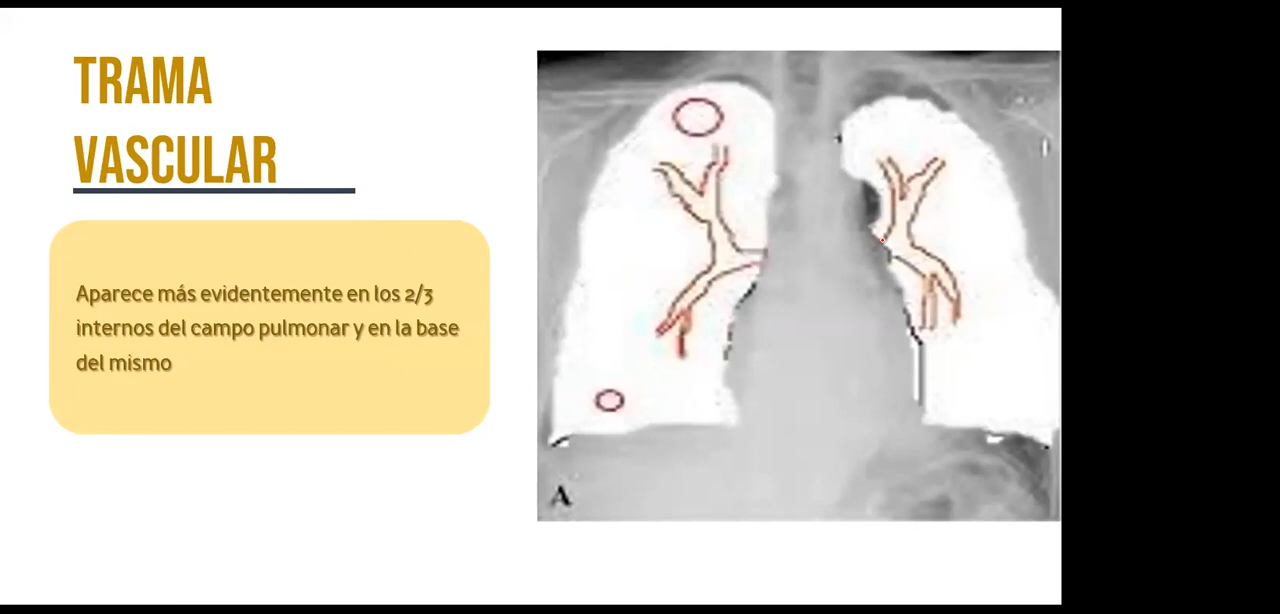 TRAMA
VASCULAR
Aparece más evidentemente en los 2/3
internos del campo pulmonar y en la base
del mismo
A